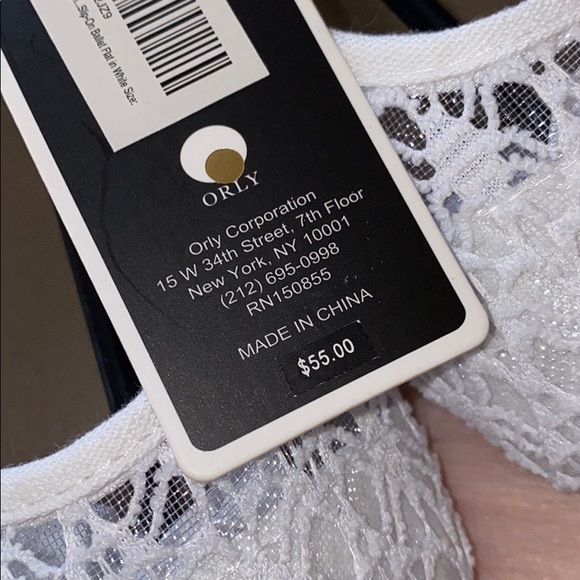 Slip-On Ballet Flat in White Size:
ORLY
Orly Corporation
15 W 34th Street, 7th Floor
New York, NY 10001
(212) 695-0998
RN150855
MADE IN CHINA
$55.00